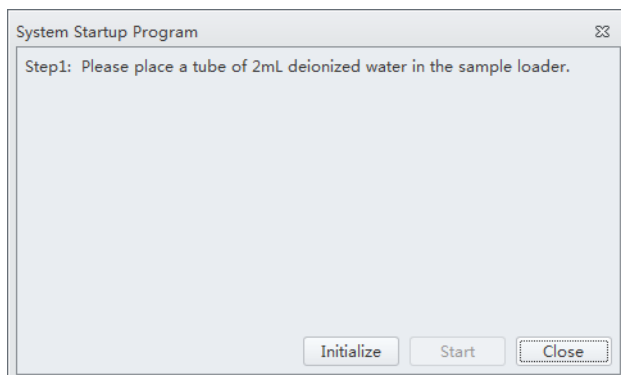 System Startup Program
Step1: Please place a tube of 2mL deionized water in the sample loader.
Initialize Start Close